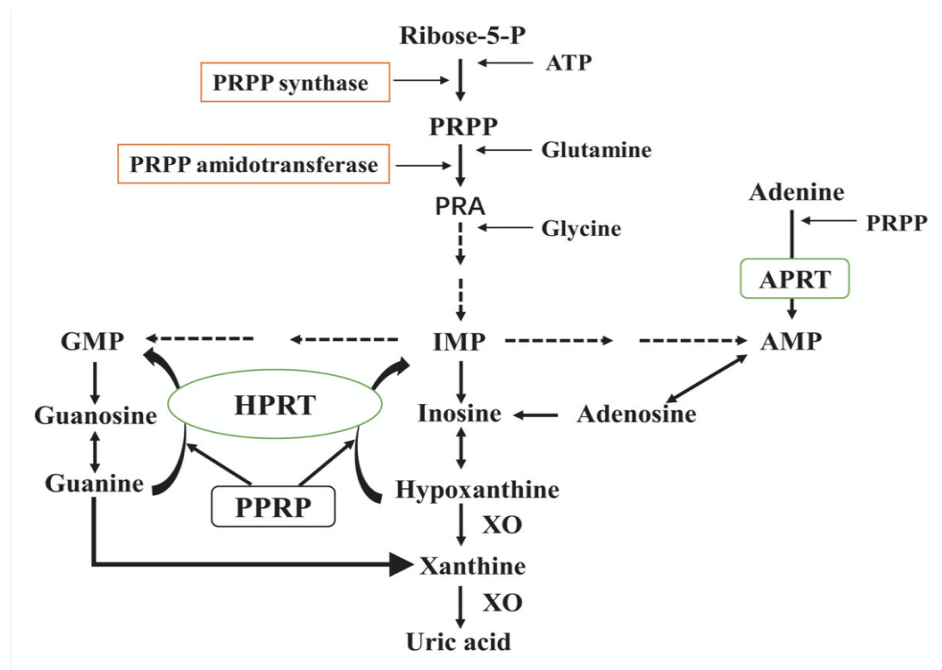 Ribose-5-P
ATP
PRPP synthase
PRPP
Glutamine
PRPP amidotransferase
PRA
Glycine
Adenine
PRPP
APRT
GMP
IMP
AMP
HPRT
Guanosine
Inosine
Adenosine
Guanine
PPRP
Hypoxanthine
XO
Xanthine
XO
Uric acid